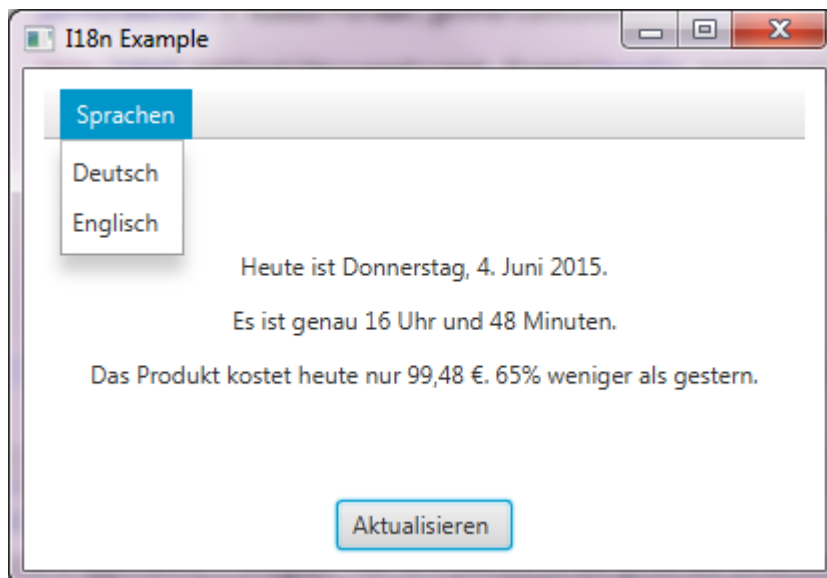 I18n Example
Sprachen
Deutsch
Englisch
Heute ist Donnerstag, 4. Juni 2015.
Es ist genau 16 Uhr und 48 Minuten.
Das Produkt kostet heute nur 99,48 €. 65% weniger als gestern.
Aktualisieren